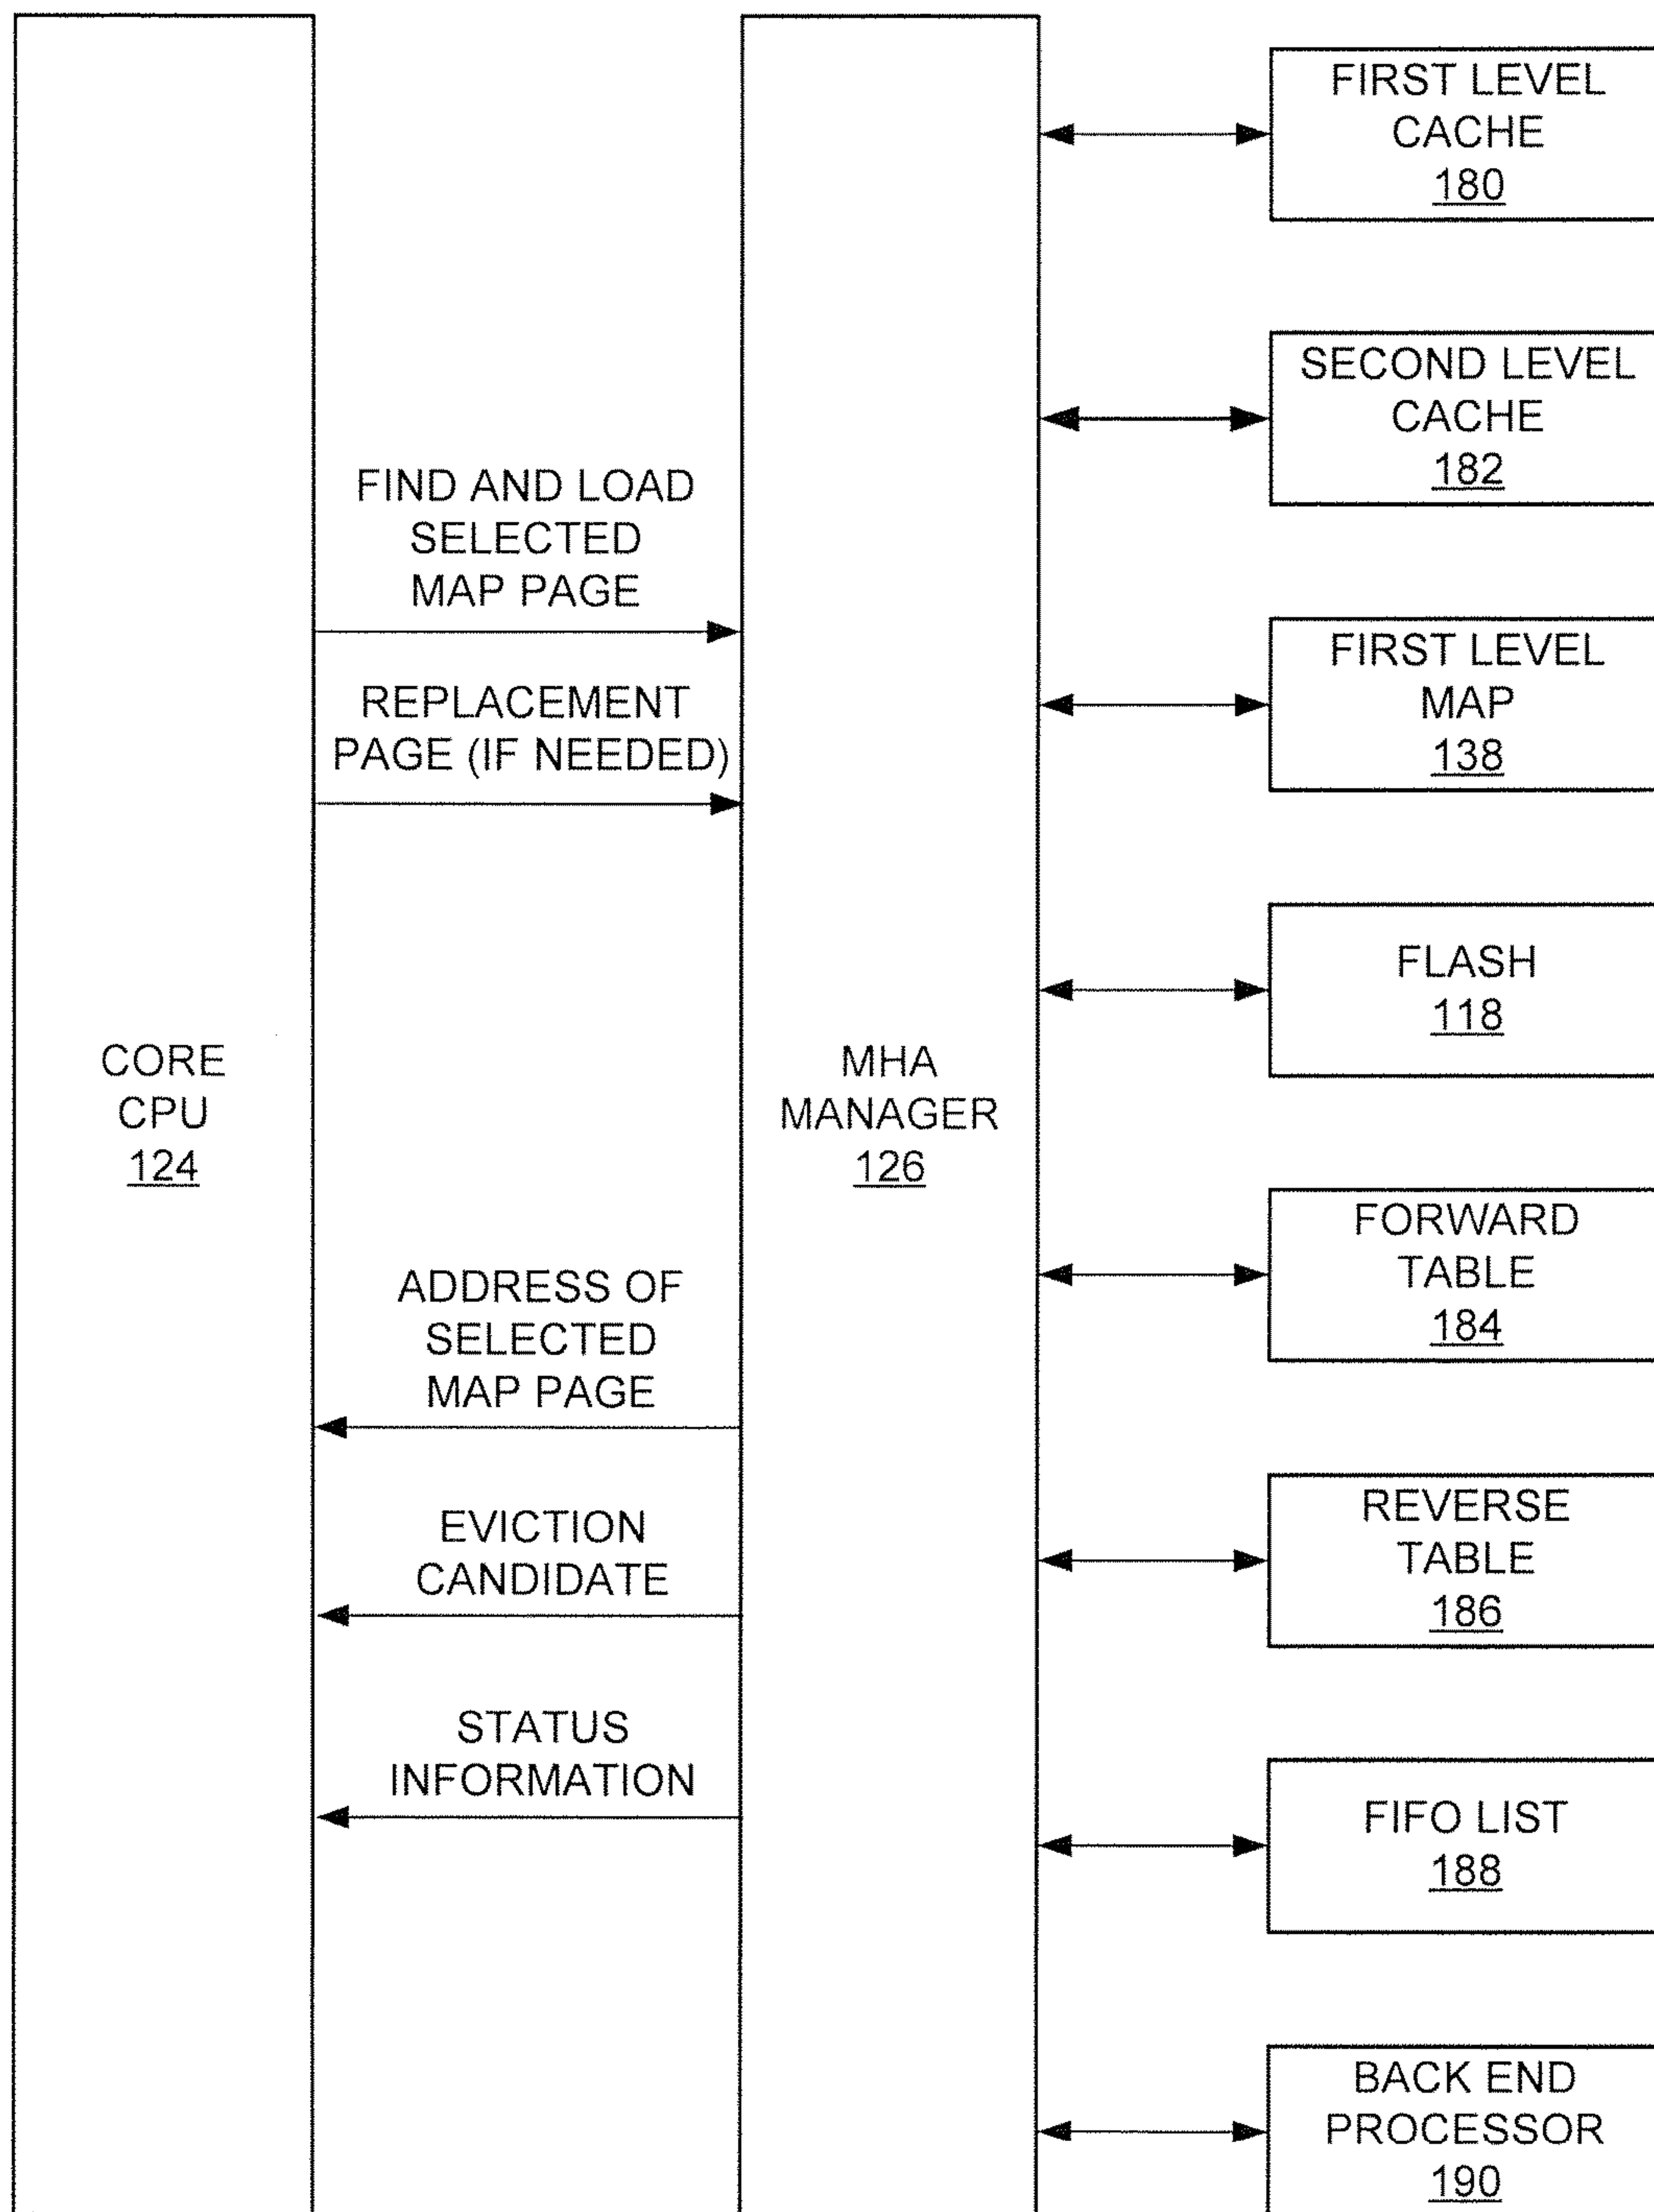 CORE
CPU
124
FIND AND LOAD
SELECTED
MAP PAGE
REPLACEMENT
PAGE (IF NEEDED)
ADDRESS OF
SELECTED
MAP PAGE
EVICTION
CANDIDATE
STATUS
INFORMATION
MHA
MANAGER
126
FIRST LEVEL
CACHE
180
SECOND LEVEL
CACHE
182
FIRST LEVEL
MAP
138
FLASH
118
FORWARD
TABLE
184
REVERSE
TABLE
186
FIFO LIST
188
BACK END
PROCESSOR
190